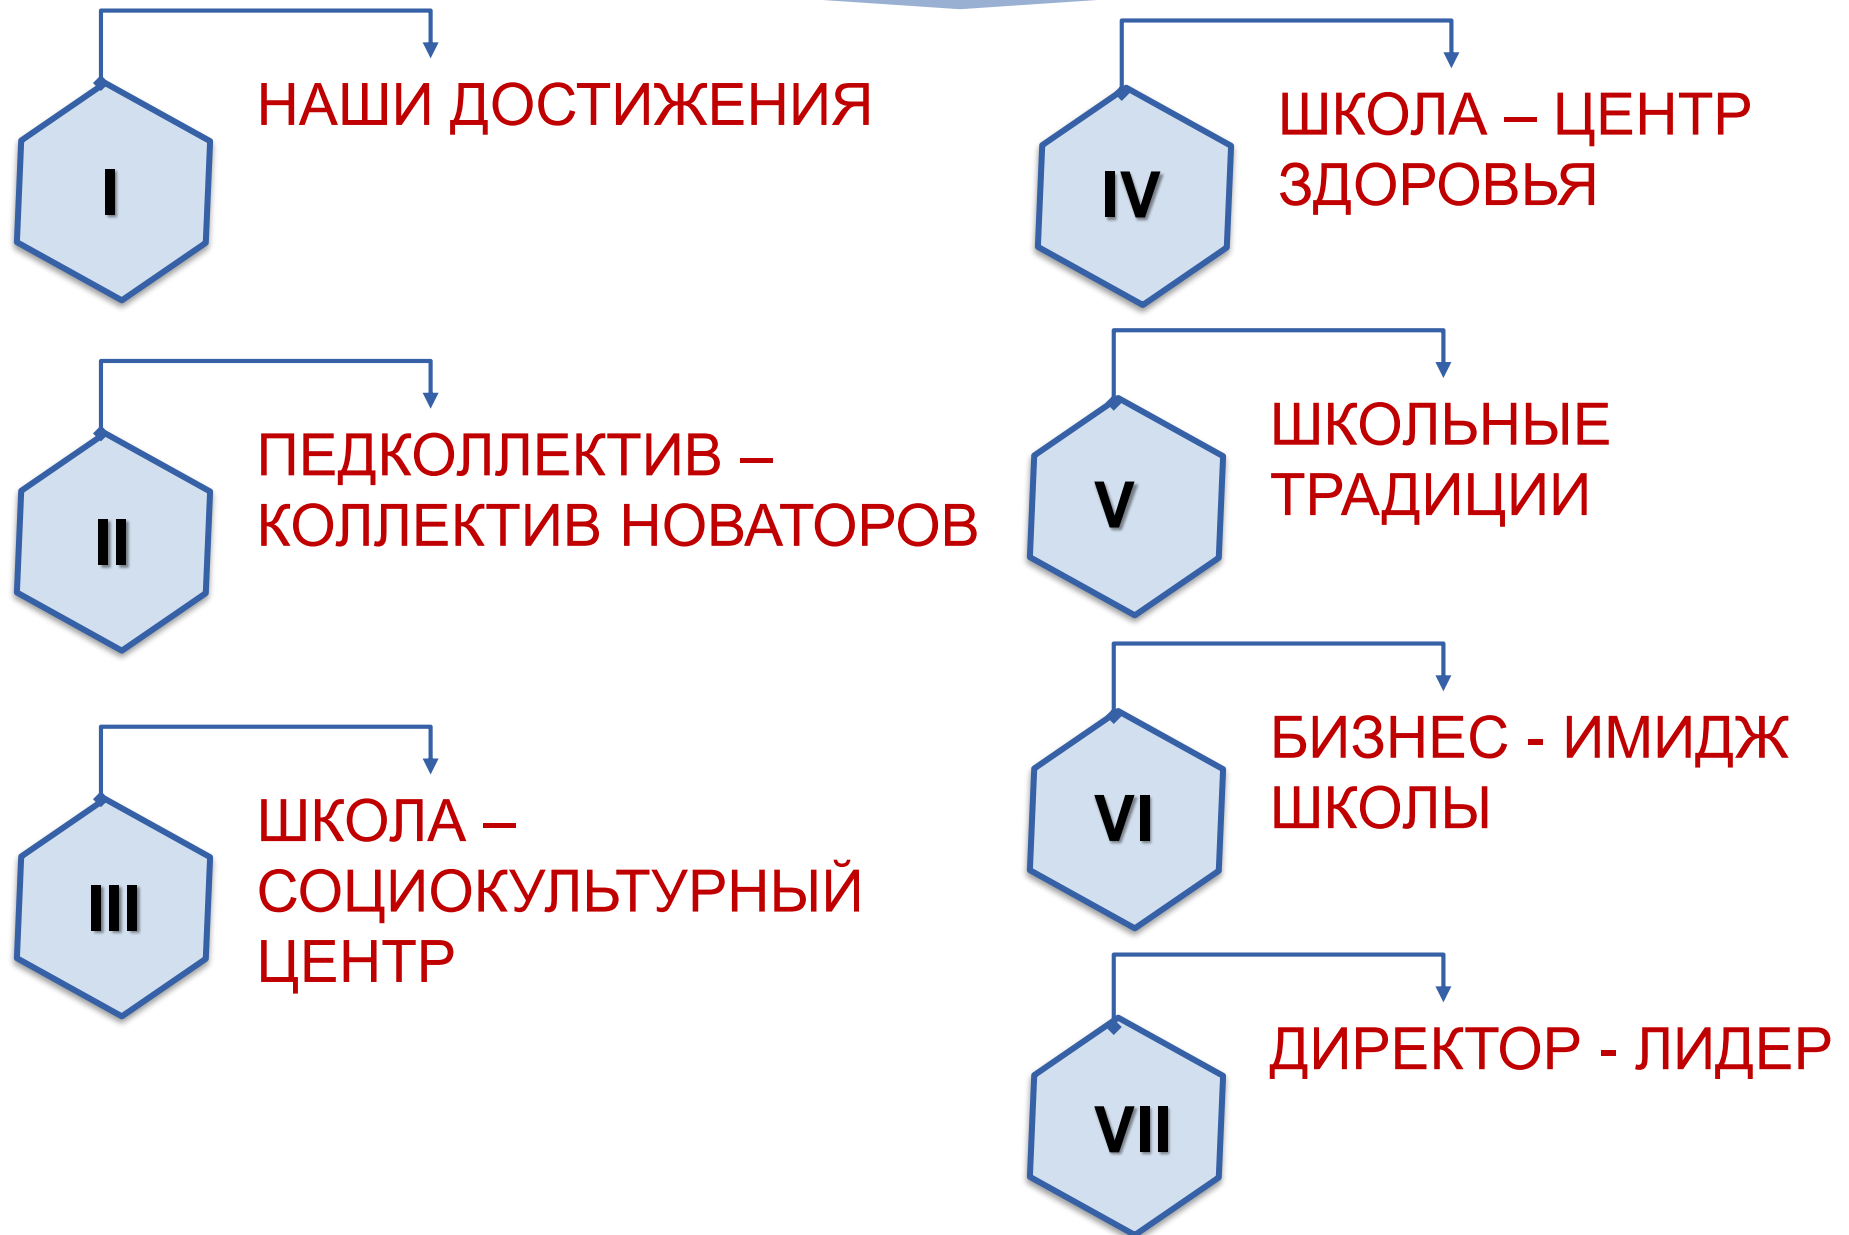 I
НАШИ ДОСТИЖЕНИЯ
II
ПЕДКОЛЛЕКТИВ –
КОЛЛЕКТИВ НОВАТОРОВ
III
ШКОЛА –
СОЦИОКУЛЬТУРНЫЙ
ЦЕНТР
IV
ШКОЛА – ЦЕНТР
ЗДОРОВЬЯ
V
ШКОЛЬНЫЕ
ТРАДИЦИИ
VI
БИЗНЕС - ИМИДЖ
ШКОЛЫ
VII
ДИРЕКТОР - ЛИДЕР